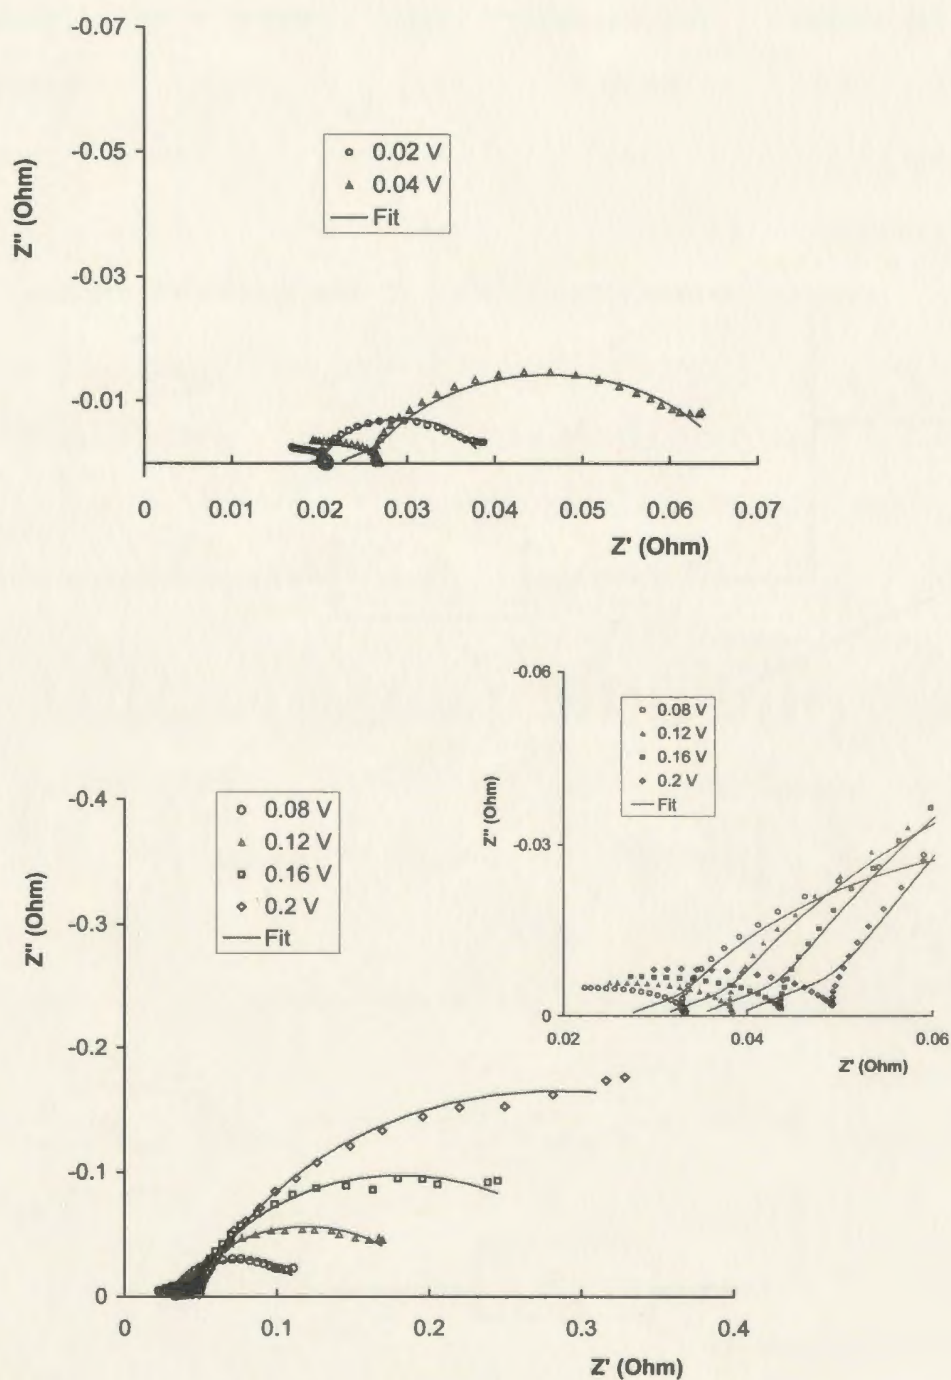 -0.07
-0.05
-0.03
-0.01
Z" (Ohm)
0.02 V
0.04 V
Fit
0 0.01 0.02 0.03 0.04 0.05 0.06 0.07
Z' (Ohm)
-0.06
-0.03
0
Z" (Ohm)
0.08 V
0.12 V
0.16 V
0.2 V
Fit
0.02 0.04 0.06
Z' (Ohm)
-0.4
-0.3
-0.2
-0.1
0
Z" (Ohm)
0.08 V
0.12 V
0.16 V
0.2 V
Fit
0 0.1 0.2 0.3 0.4
Z' (Ohm)